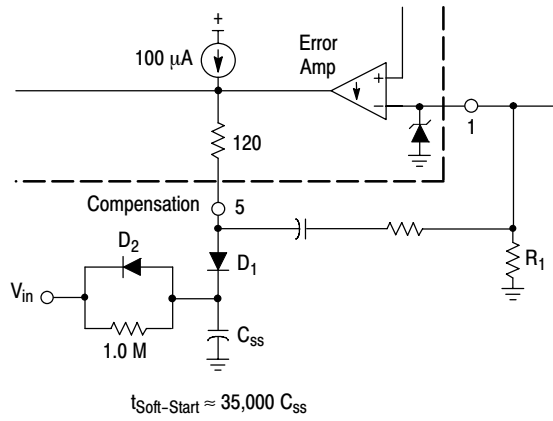 +
100 µA
Error
Amp
+
−
1
120
Compensation 5
D2
D1
Vin
R1
1.0 M
Css
tSoft−Start ≈ 35,000 Css